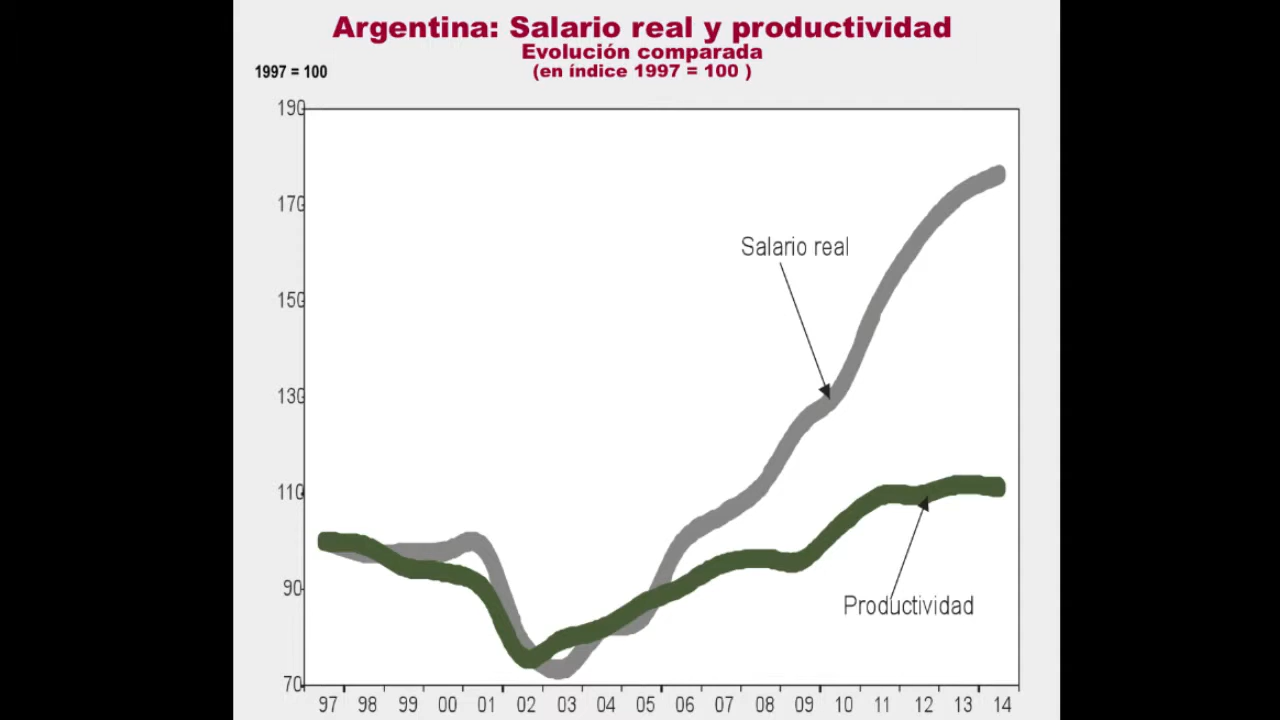 Argentina: Salario real y productividad
Evolución comparada
(en índice 1997 = 100 )
1997 = 100
190
170
150
130
110
90
70
Salario real
Productividad
97 98 99 00 01 02 03 04 05 06 07 08 09 10 11 12 13 14